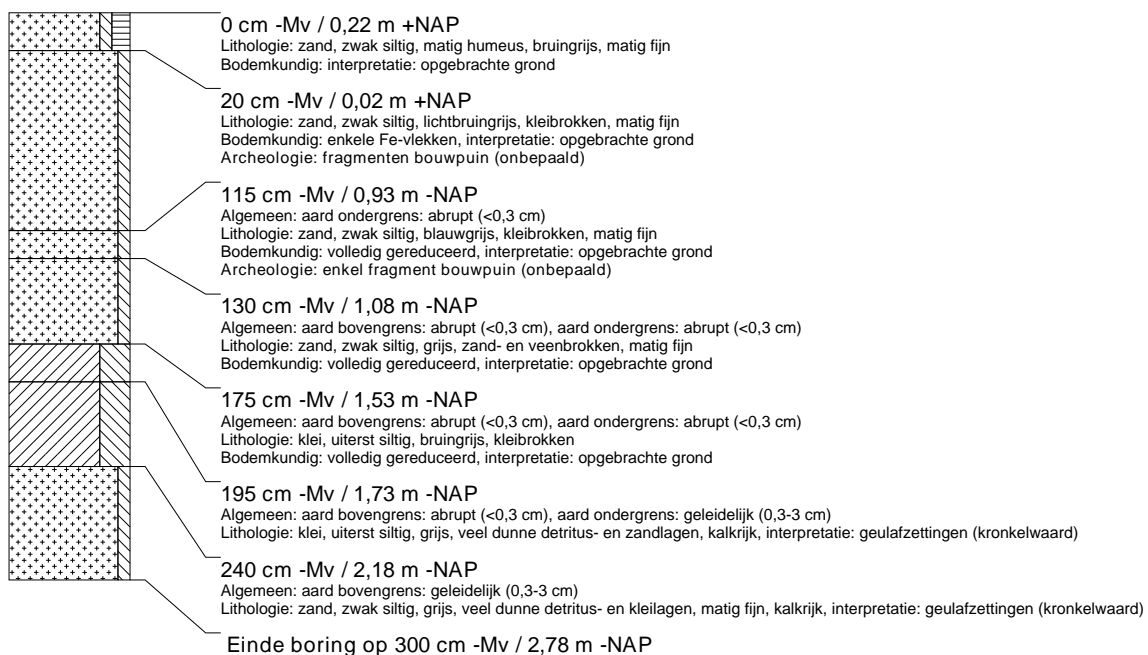 0 cm -Mv / 0,22 m +NAP
Lithologie: zand, zwak siltig, matig humeus, bruingrijs, matig fijn
Bodemkundig: interpretatie: opgebrachte grond
20 cm -Mv / 0,02 m +NAP
Lithologie: zand, zwak siltig, lichtbruingrijs, kleibrokken, matig fijn
Bodemkundig: enkele Fe-vlekken, interpretatie: opgebrachte grond
Archeologie: fragmenten bouwpuin (onbepaald)
115 cm -Mv / 0,93 m -NAP
Algemeen: aard ondergrens: abrupt (<0,3 cm)
Lithologie: zand, zwak siltig, blauwgrijs, kleibrokken, matig fijn
Bodemkundig: volledig gereduceerd, interpretatie: opgebrachte grond
Archeologie: enkel fragment bouwpuin (onbepaald)
130 cm -Mv / 1,08 m -NAP
Algemeen: aard bovengrens: abrupt (<0,3 cm), aard ondergrens: abrupt (<0,3 cm)
Lithologie: zand, zwak siltig, grijs, zand- en veenbrokken, matig fijn
Bodemkundig: volledig gereduceerd, interpretatie: opgebrachte grond
175 cm -Mv / 1,53 m -NAP
Algemeen: aard bovengrens: abrupt (<0,3 cm), aard ondergrens: abrupt (<0,3 cm)
Lithologie: klei, uiterst siltig, bruingrijs, kleibrokken
Bodemkundig: volledig gereduceerd, interpretatie: opgebrachte grond
195 cm -Mv / 1,73 m -NAP
Algemeen: aard bovengrens: abrupt (<0,3 cm), aard ondergrens: geleidelijk (0,3-3 cm)
Lithologie: klei, uiterst siltig, grijs, veel dunne detritus- en zandlagen, kalkrijk, interpretatie: geulafzettingen (kronkelwaard)
240 cm -Mv / 2,18 m -NAP
Algemeen: aard bovengrens: geleidelijk (0,3-3 cm)
Lithologie: zand, zwak siltig, grijs, veel dunne detritus- en kleilagen, matig fijn, kalkrijk, interpretatie: geulafzettingen (kronkelwaard)
Einde boring op 300 cm -Mv / 2,78 m -NAP